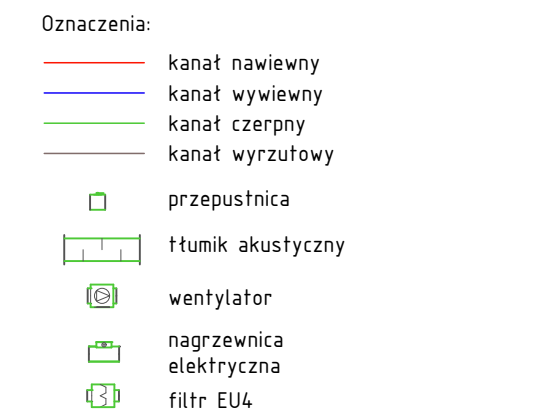 Oznaczenia:
kanał nawiewny
kanał wywiewny
kanał czerpny
kanał wyrzutowy
przepustnica
tłumik akustyczny
wentylator
nagrzewnica
elektryczna
filtr EU4